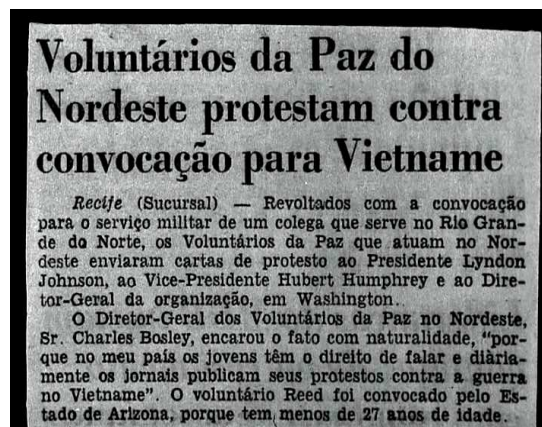 Voluntários da Paz do
Nordeste protestam contra
convocação para Vietname
Recife (Sucursal) — Revoltados com a convocação
para o serviço militar de um colega que serve no Rio Gran-
de do Norte, os Voluntários da Paz que atuam no Nor-
deste enviaram cartas de protesto ao Presidente Lyndon
Johnson, ao Vice-Presidente Hubert Humphrey e ao Dire-
tor-Geral da organização, em Washington.
O Diretor-Geral dos Voluntários da Paz no Nordeste,
Sr. Charles Bosley, encarou o fato com naturalidade, "por-
que no meu país os jovens têm o direito de falar e diària-
mente os jornais publicam seus protestos contra a guerra
no Vietname". O voluntário Reed foi convocado pelo Es-
tado de Arizona, porque tem menos de 27 anos de idade.